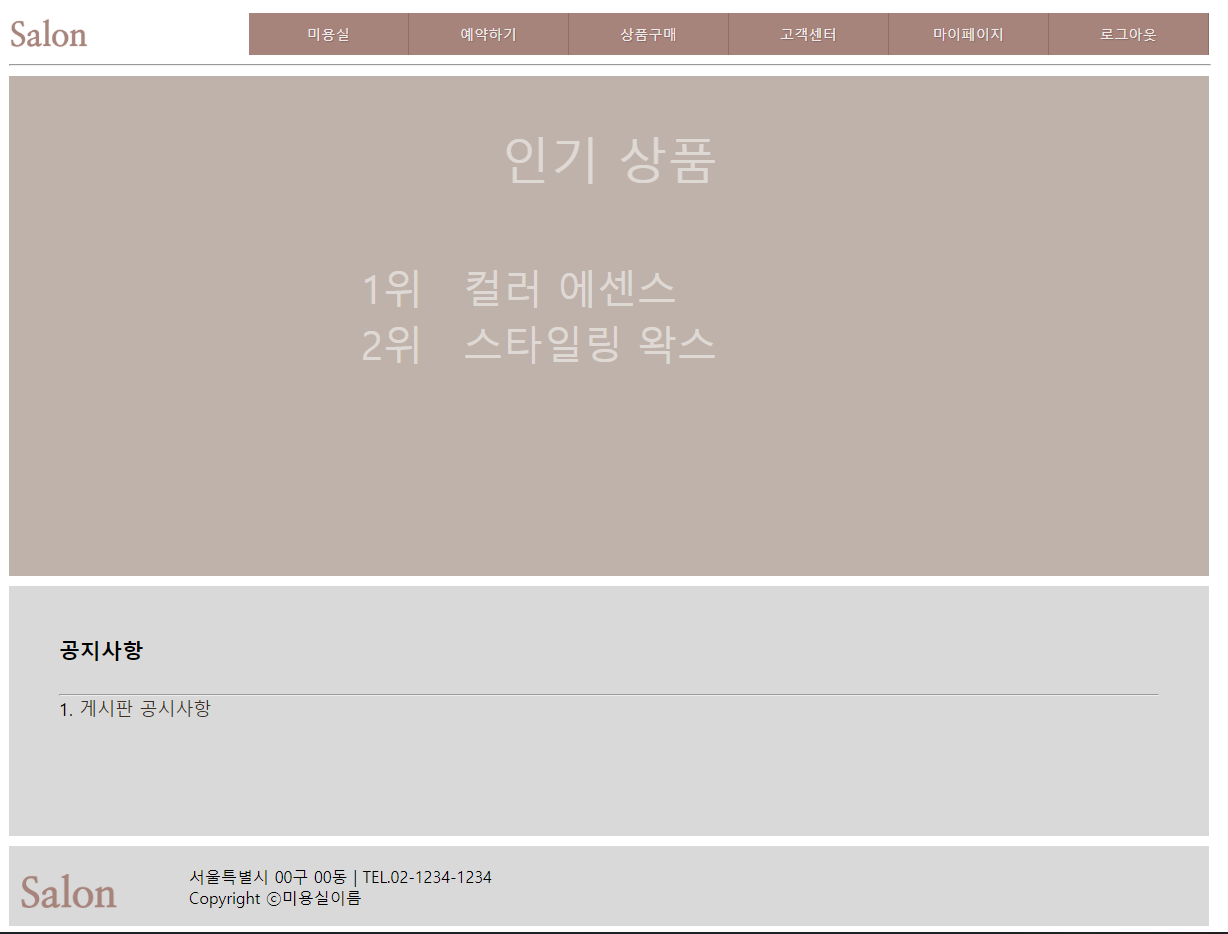 Salon
미용실 예약하기 상품구매 고객센터 마이페이지 로그아웃
인기 상품
1위 컬러 에센스
2위 스타일링 왁스
공지사항
1. 게시판 공시사항
Salon
서울특별시 00구 00동 | TEL.02-1234-1234
Copyright ⓒ미용실이름